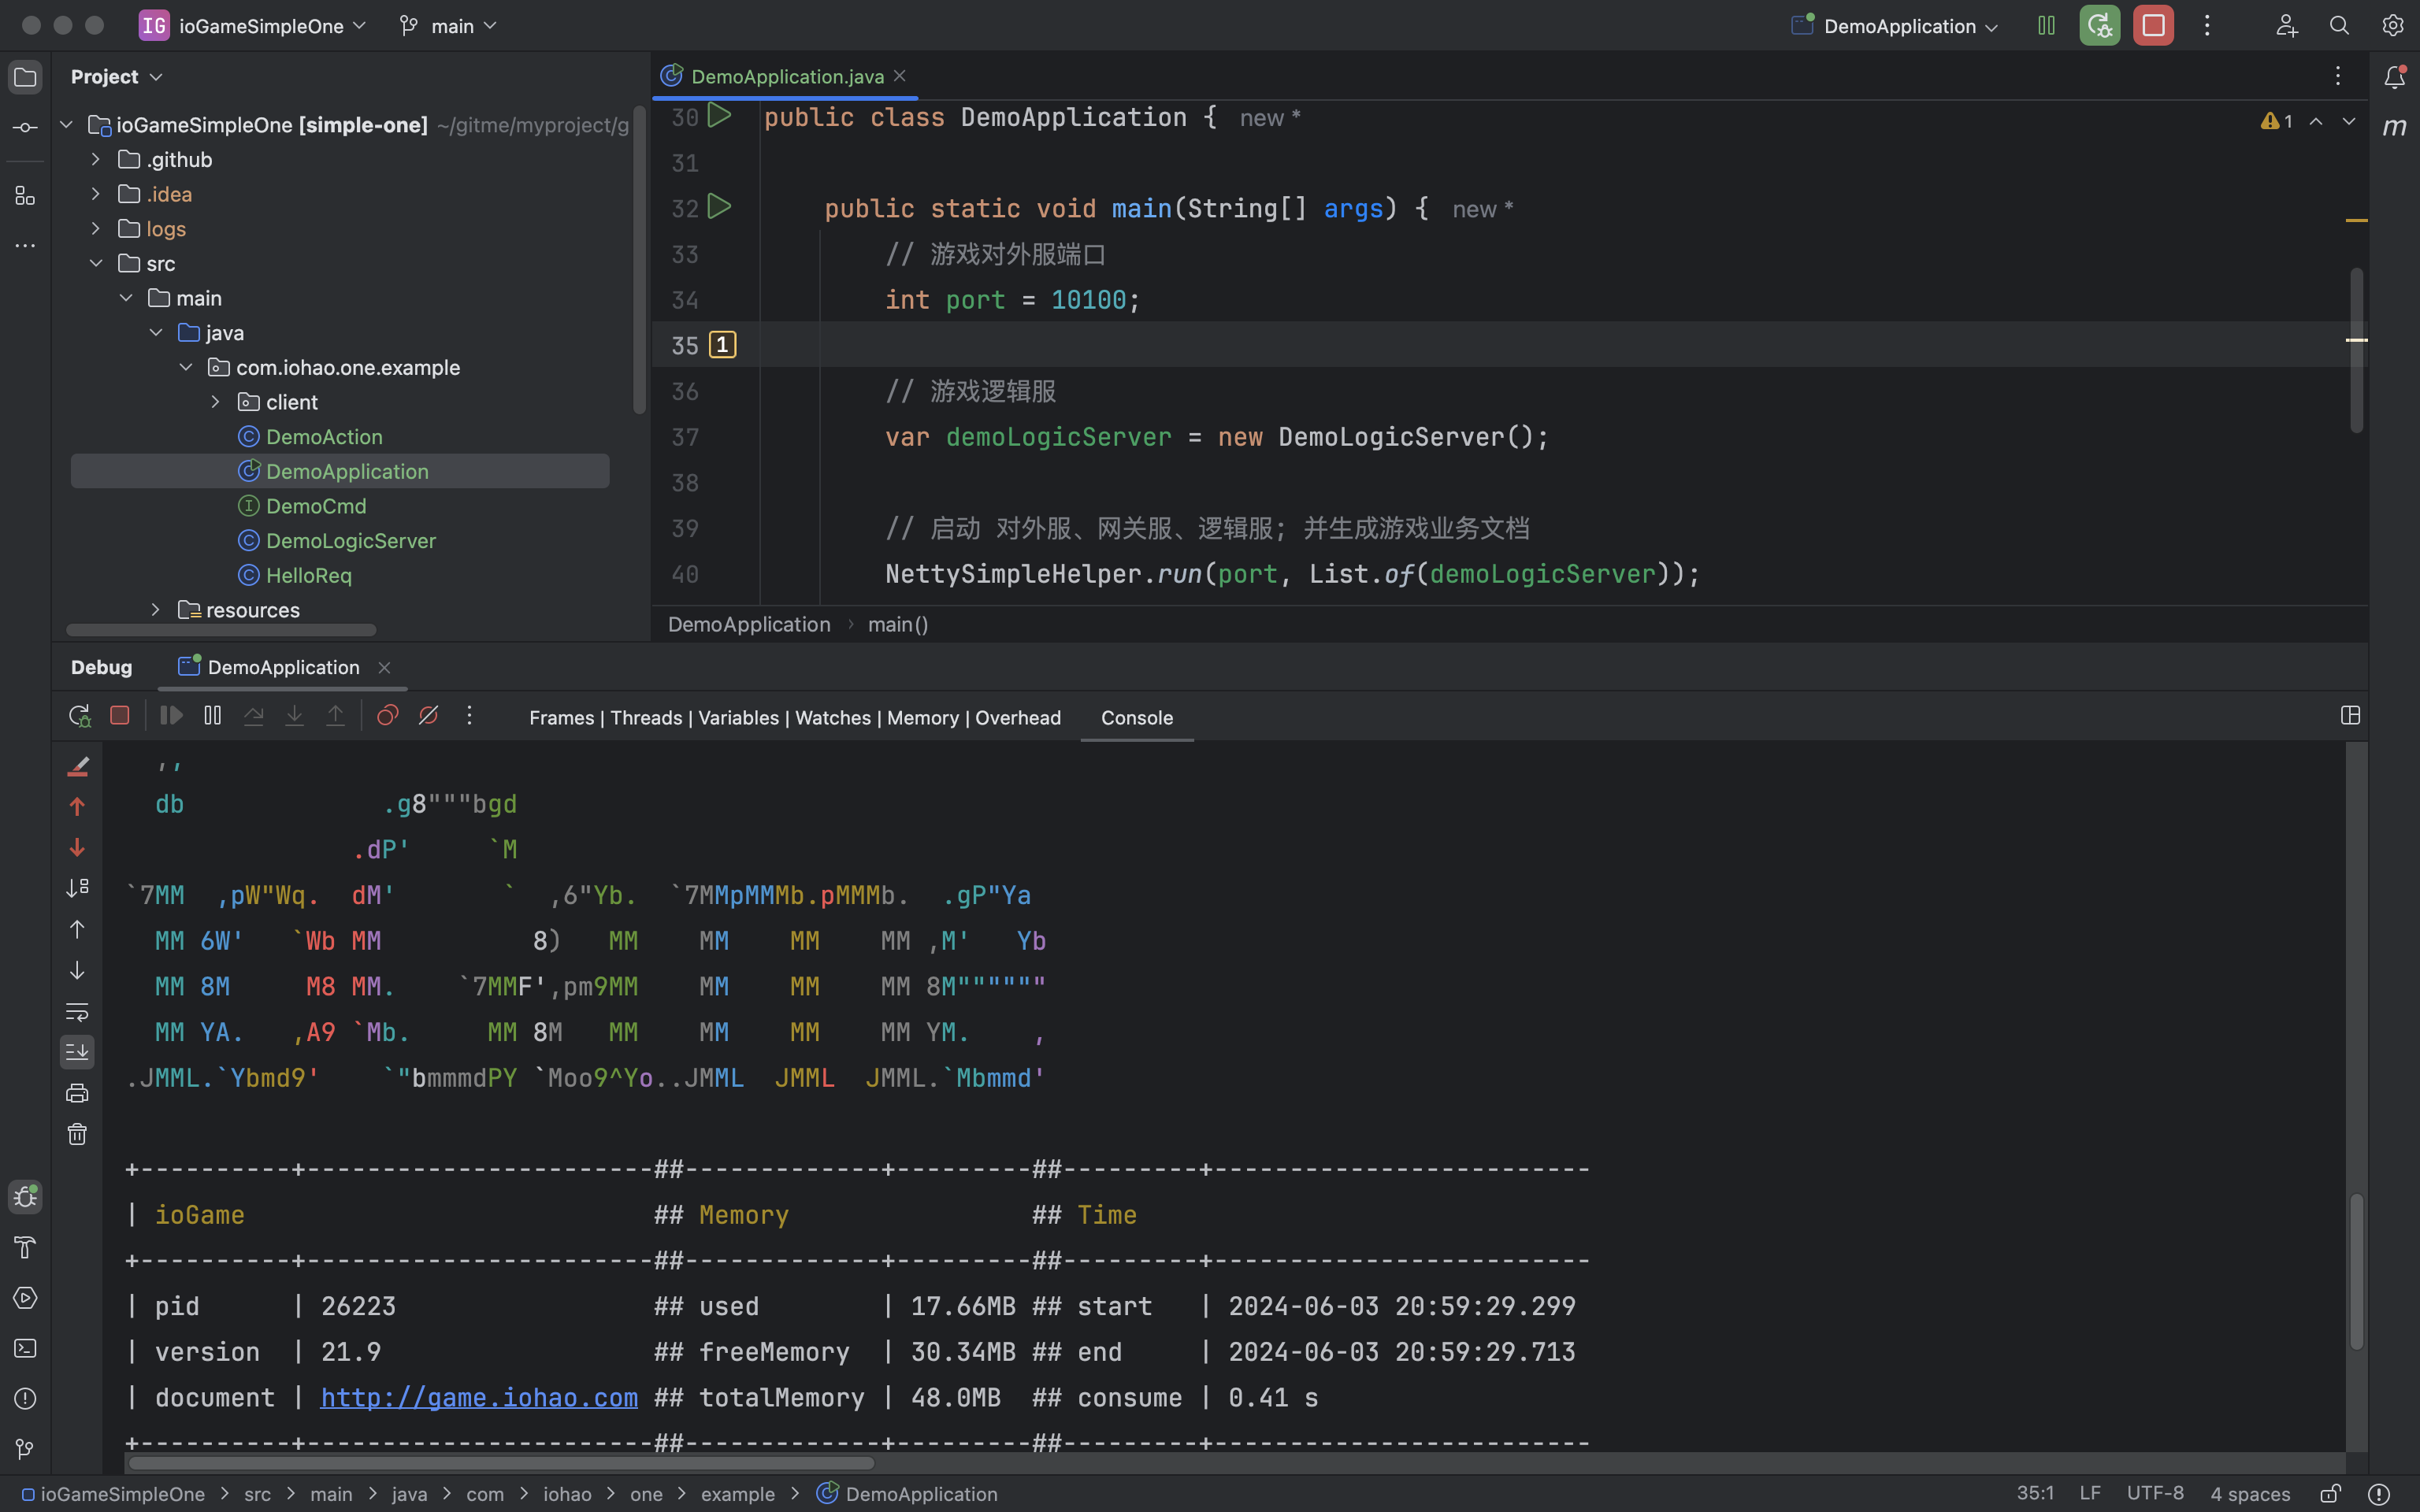 IG ioGameSimpleOne main DemoApplication
Project
ioGameSimpleOne [simple-one] ~/gitme/myproject/g
.github
.idea
logs
src
main
java
com.iohao.one.example
client
DemoAction
DemoApplication
DemoCmd
DemoLogicServer
HelloReq
resources
DemoApplication.java
30 public class DemoApplication { new *
1
31
32 public static void main(String[] args) { new *
33 // 游戏对外服端口
34 int port = 10100;
35 1
36 // 游戏逻辑服
37 var demoLogicServer = new DemoLogicServer();
38
39 // 启动 对外服、网关服、逻辑服; 并生成游戏业务文档
40 NettySimpleHelper.run(port, List.of(demoLogicServer));
m
DemoApplication main()
Debug DemoApplication
Frames | Threads | Variables | Watches | Memory | Overhead Console
,,
db .g8"""bgd
.dP' `M
`7MM ,pW"Wq. dM' ` ,6"Yb. `7MMpMMMb.pMMMb. .gP"Ya
MM 6W' `Wb MM 8) MM MM MM MM ,M' Yb
MM 8M M8 MM. `7MMF',pm9MM MM MM MM 8M""""""
MM YA. ,A9 `Mb. MM 8M MM MM MM MM YM. ,
.JMML.`Ybmd9' `"bmmmdPY `Moo9^Yo..JMML JMML JMML.`Mbmmd'
+----------+-----------------------##-------------+---------##---------+-------------------------
| ioGame ## Memory ## Time
+----------+-----------------------##-------------+---------##---------+-------------------------
| pid | 26223 ## used | 17.66MB ## start | 2024-06-03 20:59:29.299
| version | 21.9 ## freeMemory | 30.34MB ## end | 2024-06-03 20:59:29.713
| document | http://game.iohao.com ## totalMemory | 48.0MB ## consume | 0.41 s
+----------+-----------------------##-------------+---------##---------+-------------------------
ioGameSimpleOne > src > main > java > com > iohao > one > example > DemoApplication 35:1 LF UTF-8 4 spaces